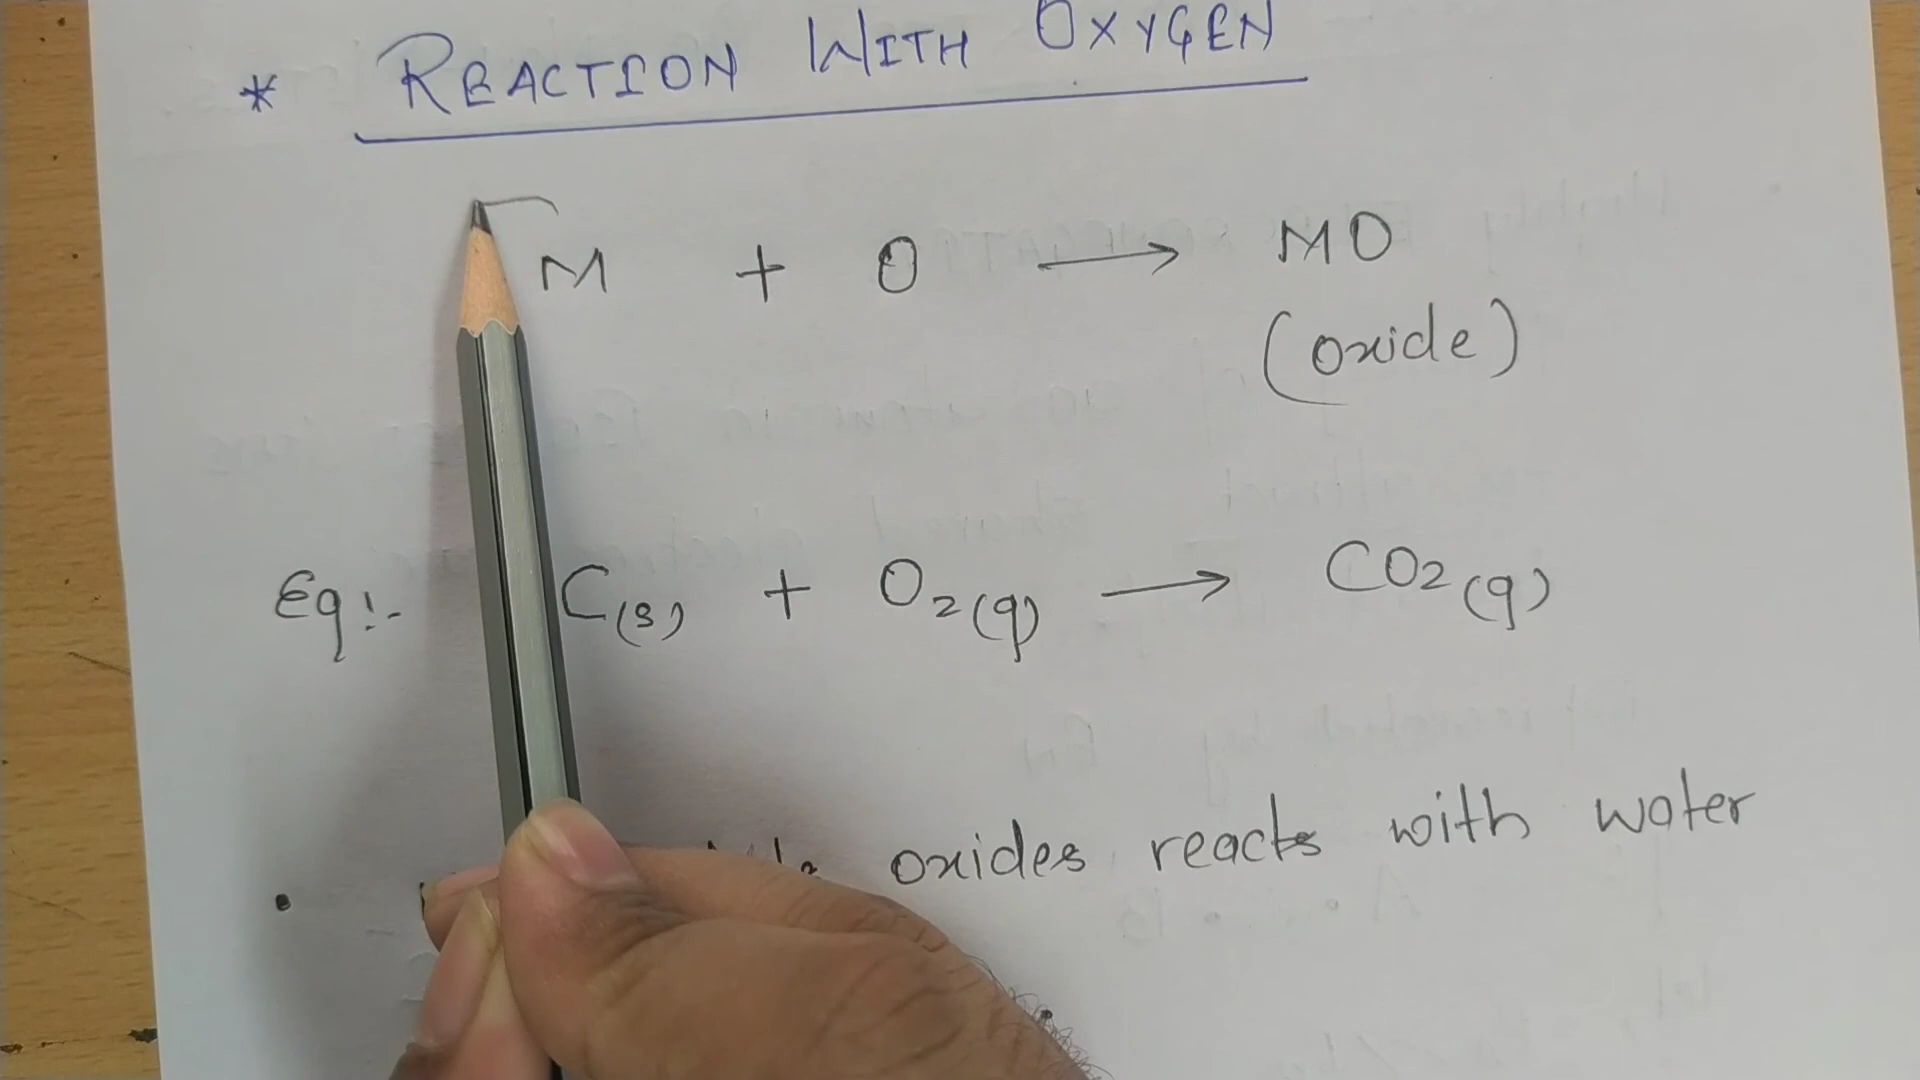 * REACTION WITH OXYGEN
M + O → MO
(oxide)
Eg:- C(s) + O2(g) → CO2(g)
• oxides reacts with water